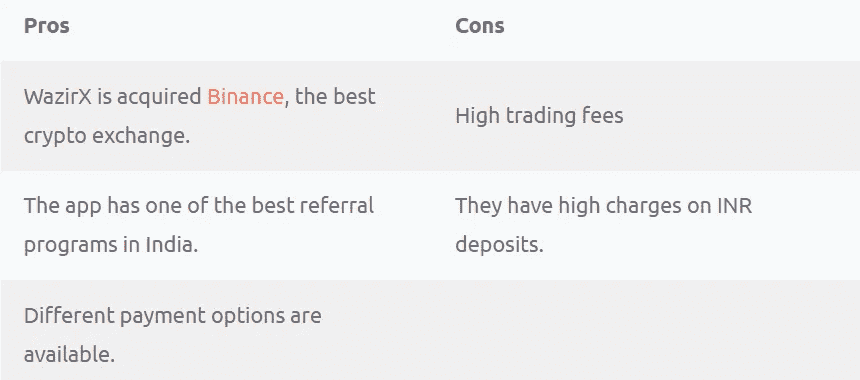 Pros
Cons
WazirX is acquired Binance, the best
crypto exchange.
High trading fees
The app has one of the best referral
programs in India.
They have high charges on INR
deposits.
Different payment options are
available.